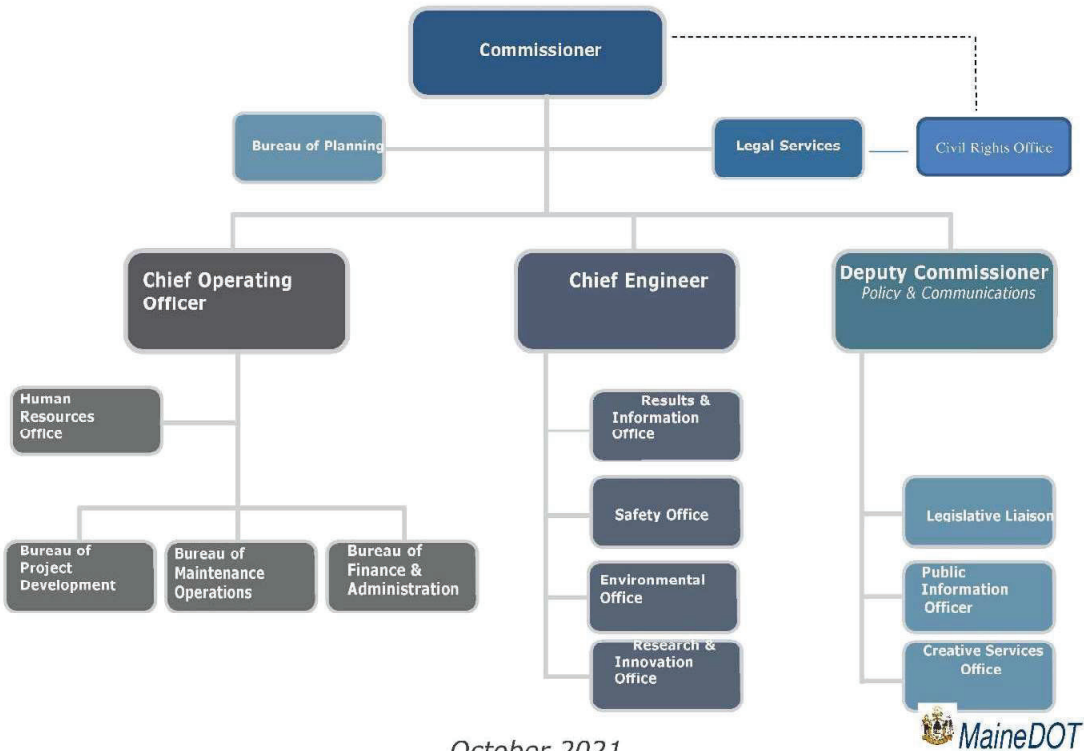 Commissioner
Bureau of Planning
Legal Services
Civil Rights Office
Chief Operating
Officer
Chief Engineer
Deputy Commissioner
Policy & Communications
Human
Resources
Office
Results &
Information
Office
Safety Office
Legislative Liaison
Bureau of
Project
Development
Bureau of
Maintenance
Operations
Bureau of
Finance &
Administration
Environmental
Office
Public
Information
Officer
Research &
Innovation
Office
Creative Services
Office
October 2021
MaineDOT